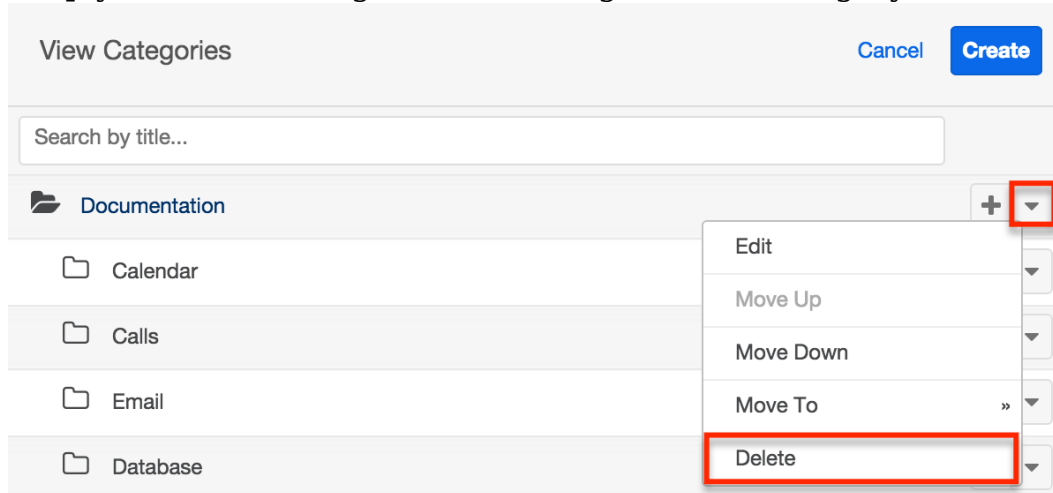 View Categories
Cancel
Create
Search by title...
Documentation
Edit
Calendar
Move Up
Calls
Move Down
Email
Move To »
Database
Delete